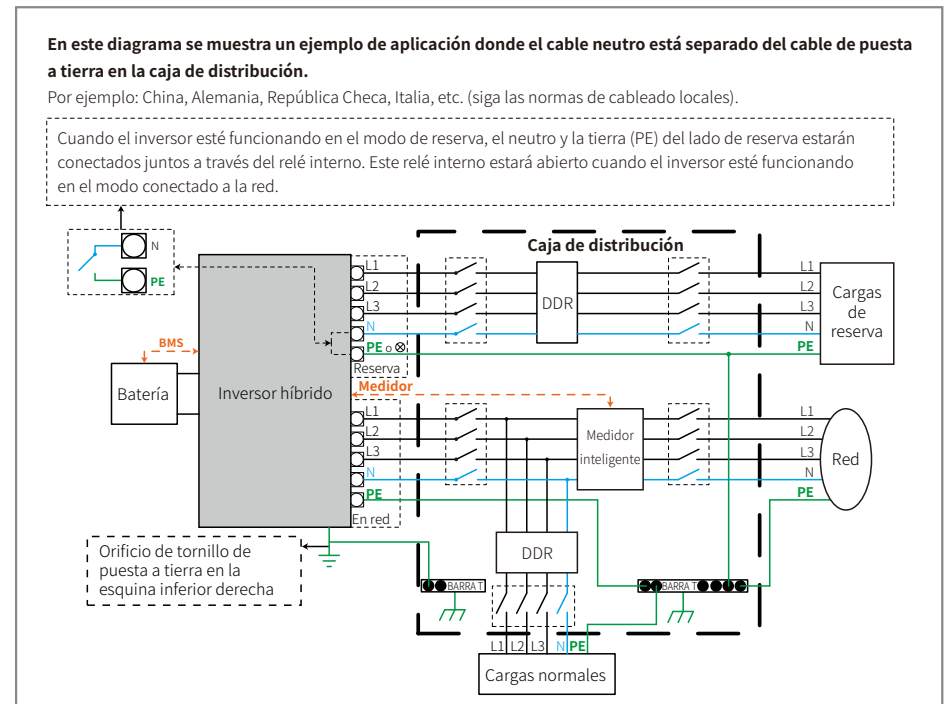 En este diagrama se muestra un ejemplo de aplicación donde el cable neutro está separado del cable de puesta
a tierra en la caja de distribución.
Por ejemplo: China, Alemania, República Checa, Italia, etc. (siga las normas de cableado locales).
Cuando el inversor esté funcionando en el modo de reserva, el neutro y la tierra (PE) del lado de reserva estarán
conectados juntos a través del relé interno. Este relé interno estará abierto cuando el inversor esté funcionando
en el modo conectado a la red.
N
PE
Caja de distribución
L1
L2
L3
N
PE o ⊗
Reserva
DDR
L1
L2
L3
N
PE
Cargas
de
reserva
BMS
Batería
Inversor híbrido
Medidor
L1
L2
L3
N
PE
En red
Medidor
inteligente
L1
L2
L3
N
PE
Red
DDR
Orificio de tornillo de
puesta a tierra en la
esquina inferior derecha
BARRA T
BARRA T
L1 L2 L3 N PE
Cargas normales